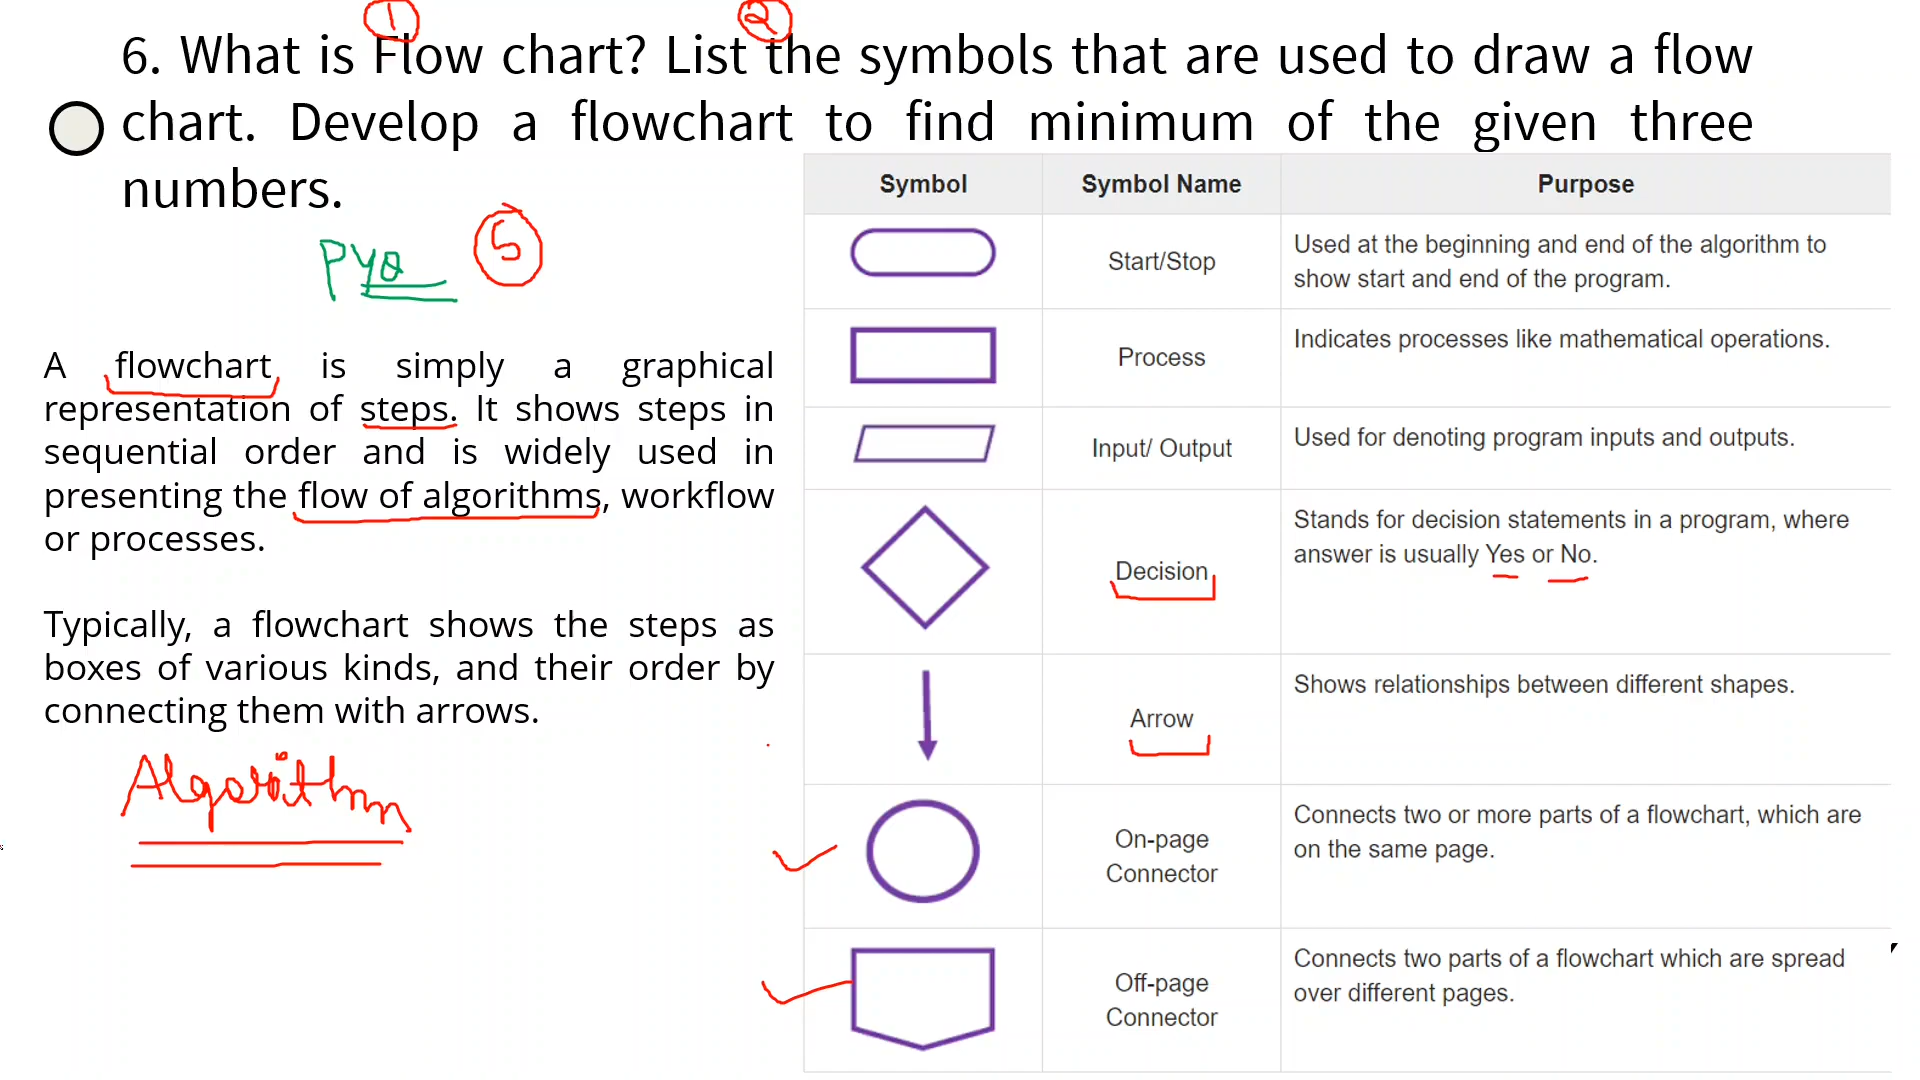 1
2
6. What is Flow chart? List the symbols that are used to draw a flow
chart. Develop a flowchart to find minimum of the given three
numbers.
PYQ
5
A flowchart is simply a graphical
representation of steps. It shows steps in
sequential order and is widely used in
presenting the flow of algorithms, workflow
or processes.
Typically, a flowchart shows the steps as
boxes of various kinds, and their order by
connecting them with arrows.
Algorithm
Symbol Symbol Name Purpose
Start/Stop
Used at the beginning and end of the algorithm to
show start and end of the program.
Process
Indicates processes like mathematical operations.
Input/ Output
Used for denoting program inputs and outputs.
Decision
Stands for decision statements in a program, where
answer is usually Yes or No.
Arrow
Shows relationships between different shapes.
On-page
Connector
Connects two or more parts of a flowchart, which are
on the same page.
Off-page
Connector
Connects two parts of a flowchart which are spread
over different pages.